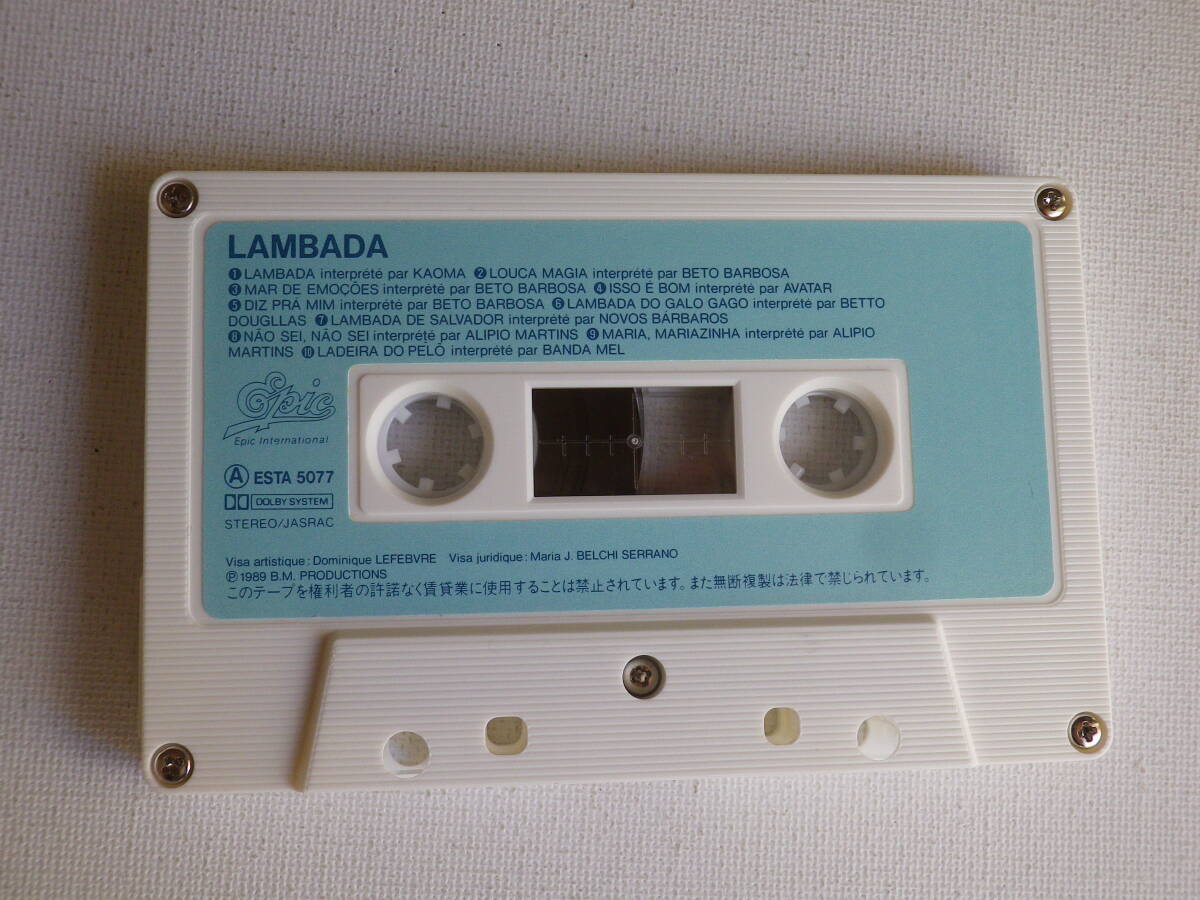 LAMBADA
❶ LAMBADA interprété par KAOMA ❷ LOUCA MAGIA interprété par BETO BARBOSA
❸ MAR DE EMOÇÕES interprété par BETO BARBOSA ❹ ISSO É BOM interprété par AVATAR
❺ DIZ PRÁ MIM interprété par BETO BARBOSA ❻ LAMBADA DO GALO GAGO interprété par BETTO
DOUGLLAS ❼ LAMBADA DE SALVADOR interprété par NOVOS BÁRBAROS
❽ NÃO SEI, NÃO SEI interprété par ALIPIO MARTINS ❾ MARIA, MARIAZINHA interprété par ALIPIO
MARTINS ❿ LADEIRA DO PELÔ interprété par BANDA MEL
Epic
Epic International
Ⓐ ESTA 5077
DOLBY SYSTEM
STEREO/JASRAC
Visa artistique : Dominique LEFEBVRE Visa juridique : Maria J. BELCHI SERRANO
Ⓟ 1989 B.M. PRODUCTIONS
このテープを権利者の許諾なく賃貸業に使用することは禁止されています。また無断複製は法律で禁じられています。